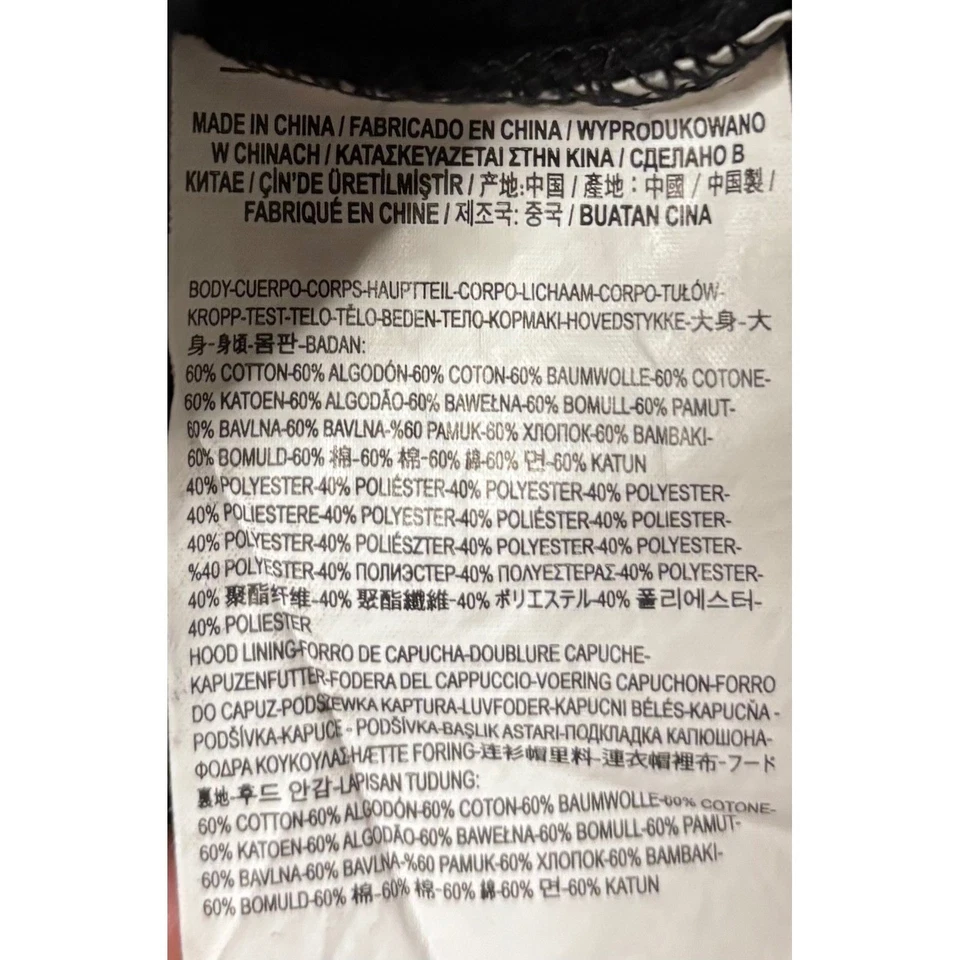 MADE IN CHINA / FABRICADO EN CHINA / WYPRODUKOWANO
W CHINACH / ΚΑΤΑΣΚΕΥΑΖΕΤΑΙ ΣΤΗΝ ΚΙΝΑ / СДЕЛАНО В
КИТАЕ / ÇİN'DE ÜRETİLMİŞTİR / 产地:中国 / 產地：中國 / 中国製 /
FABRIQUÉ EN CHINE / 제조국: 중국 / BUATAN CINA
BODY-CUERPO-CORPS-HAUPTTEIL-CORPO-LICHAAM-CORPO-TUŁÓW-
KROPP-TEST-TELO-TĚLO-BEDEN-ТЕЛО-ΚΟΡΜΑΚΙ-HOVEDSTYKKE-大身-大
身-身頃-몸판-BADAN:
60% COTTON-60% ALGODÓN-60% COTON-60% BAUMWOLLE-60% COTONE-
60% KATOEN-60% ALGODÃO-60% BAWEŁNA-60% BOMULL-60% PAMUT-
60% BAVLNA-60% BAVLNA-%60 PAMUK-60% ХЛОПОК-60% ΒΑΜΒΑΚΙ-
60% BOMULD-60% 棉-60% 棉-60% 綿-60% 면-60% KATUN
40% POLYESTER-40% POLIÉSTER-40% POLYESTER-40% POLYESTER-
40% POLIESTERE-40% POLYESTER-40% POLIÉSTER-40% POLIESTER-
40% POLYESTER-40% POLIÉSZTER-40% POLYESTER-40% POLYESTER-
%40 POLYESTER-40% ПОЛИЭСТЕР-40% ΠΟΛΥΕΣΤΕΡΑΣ-40% POLYESTER-
40% 聚酯纤维-40% 聚酯纖維-40% ポリエステル-40% 폴리에스터-
40% POLIESTER
HOOD LINING-FORRO DE CAPUCHA-DOUBLURE CAPUCHE-
KAPUZENFUTTER-FODERA DEL CAPPUCCIO-VOERING CAPUCHON-FORRO
DO CAPUZ-PODSZEWKA KAPTURA-LUVFODER-KAPUCNI BÉLÉS-KAPUCŇA -
PODŠÍVKA-KAPUCE - PODŠÍVKA-BAŞLIK ASTARI-ПОДКЛАДКА КАПЮШОНА-
ΦΟΔΡΑ ΚΟΥΚΟΥΛΑΣ-HÆTTE FORING-连衫帽里料-連衣帽裡布-フード
裏地-후드 안감-LAPISAN TUDUNG:
60% COTTON-60% ALGODÓN-60% COTON-60% BAUMWOLLE-60% COTONE-
60% KATOEN-60% ALGODÃO-60% BAWEŁNA-60% BOMULL-60% PAMUT-
60% BAVLNA-60% BAVLNA-%60 PAMUK-60% ХЛОПОК-60% ΒΑΜΒΑΚΙ-
60% BOMULD-60% 棉-60% 棉-60% 綿-60% 면-60% KATUN